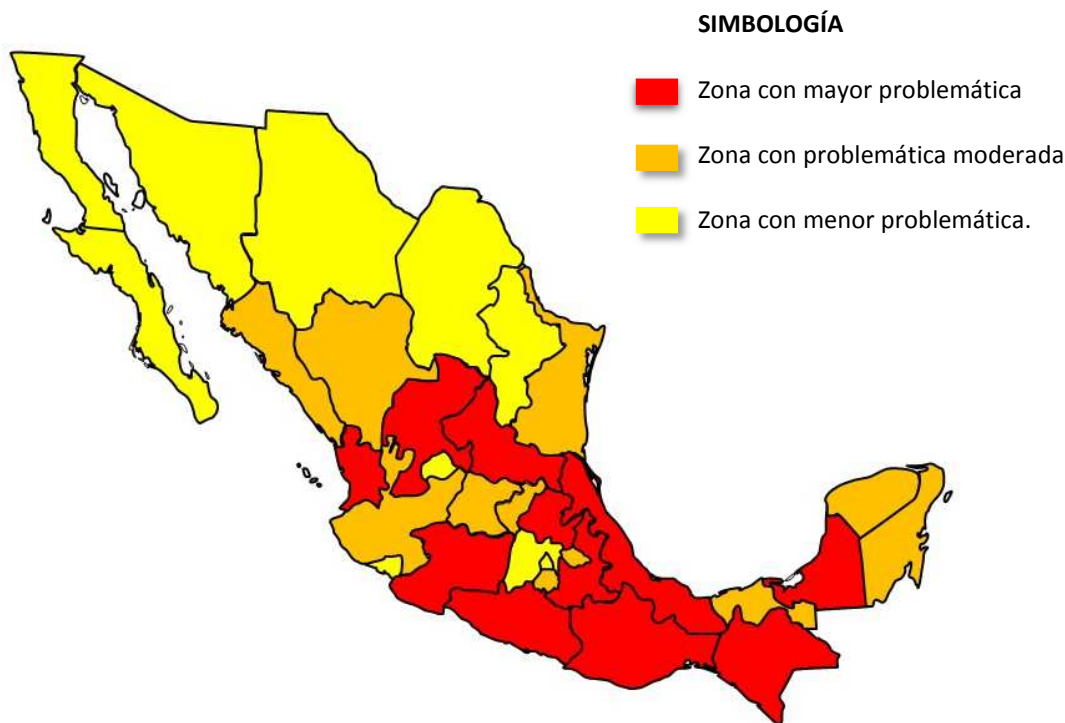 SIMBOLOGÍA
Zona con mayor problemática
Zona con problemática moderada
Zona con menor problemática.